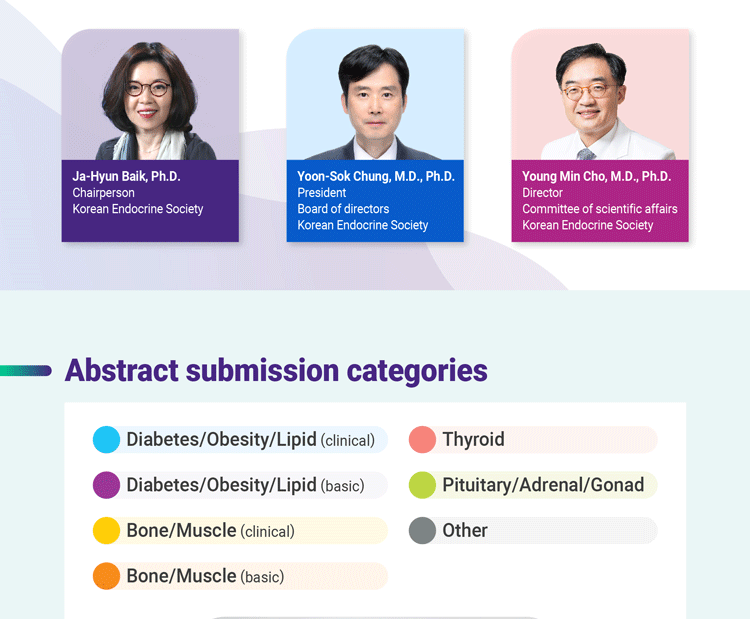 Ja-Hyun Baik, Ph.D.
Chairperson
Korean Endocrine Society
Yoon-Sok Chung, M.D., Ph.D.
President
Board of directors
Korean Endocrine Society
Young Min Cho, M.D., Ph.D.
Director
Committee of scientific affairs
Korean Endocrine Society
Abstract submission categories
Diabetes/Obesity/Lipid (clinical)
Diabetes/Obesity/Lipid (basic)
Bone/Muscle (clinical)
Bone/Muscle (basic)
Thyroid
Pituitary/Adrenal/Gonad
Other